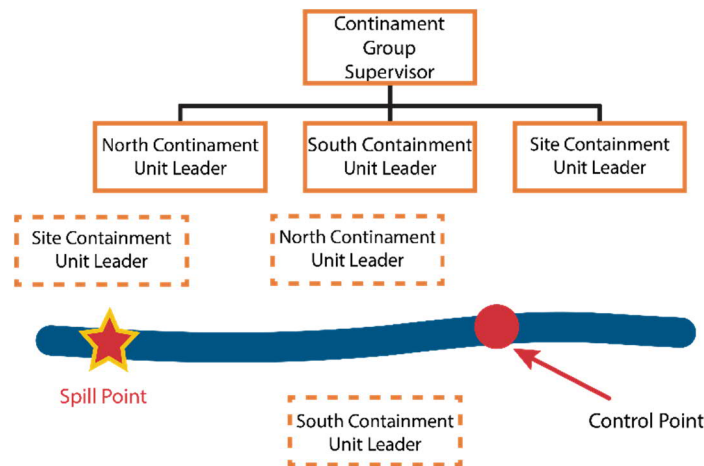 Continament
Group
Supervisor
North Continament
Unit Leader
South Containment
Unit Leader
Site Containment
Unit Leader
Site Containment
Unit Leader
North Continament
Unit Leader
Spill Point
South Containment
Unit Leader
Control Point